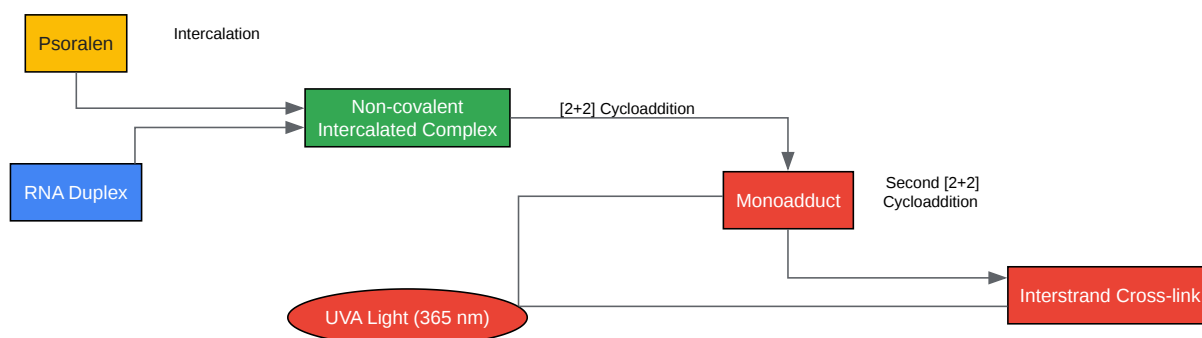 Psoralen
Intercalation
Non-covalent
Intercalated Complex
[2+2] Cycloaddition
RNA Duplex
Monoadduct
Second [2+2]
Cycloaddition
Interstrand Cross-link
UVA Light (365 nm)